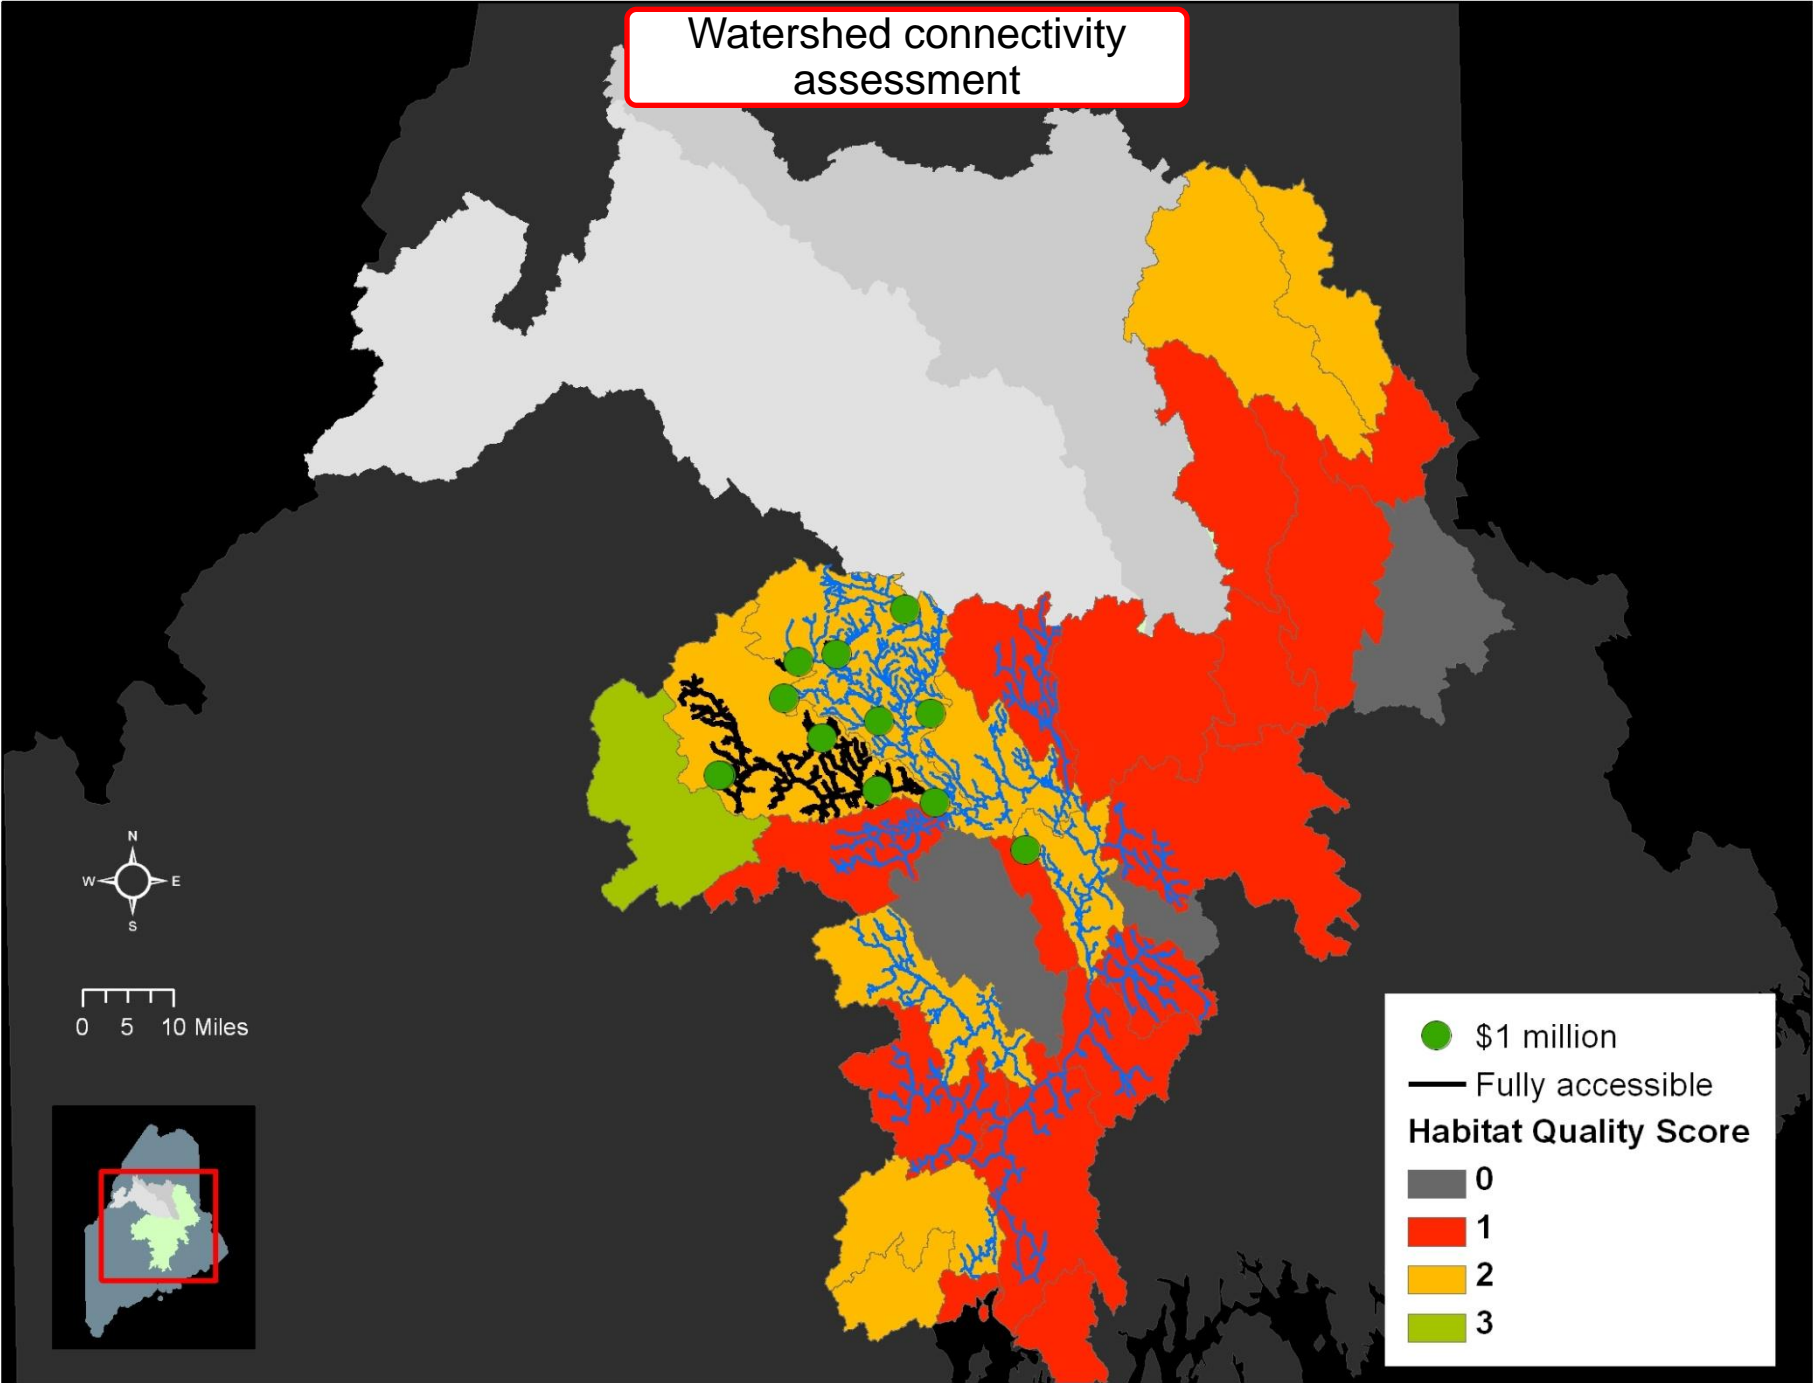 Watershed connectivity
assessment
N
W E
S
0 5 10 Miles
$1 million
Fully accessible
Habitat Quality Score
0
1
2
3